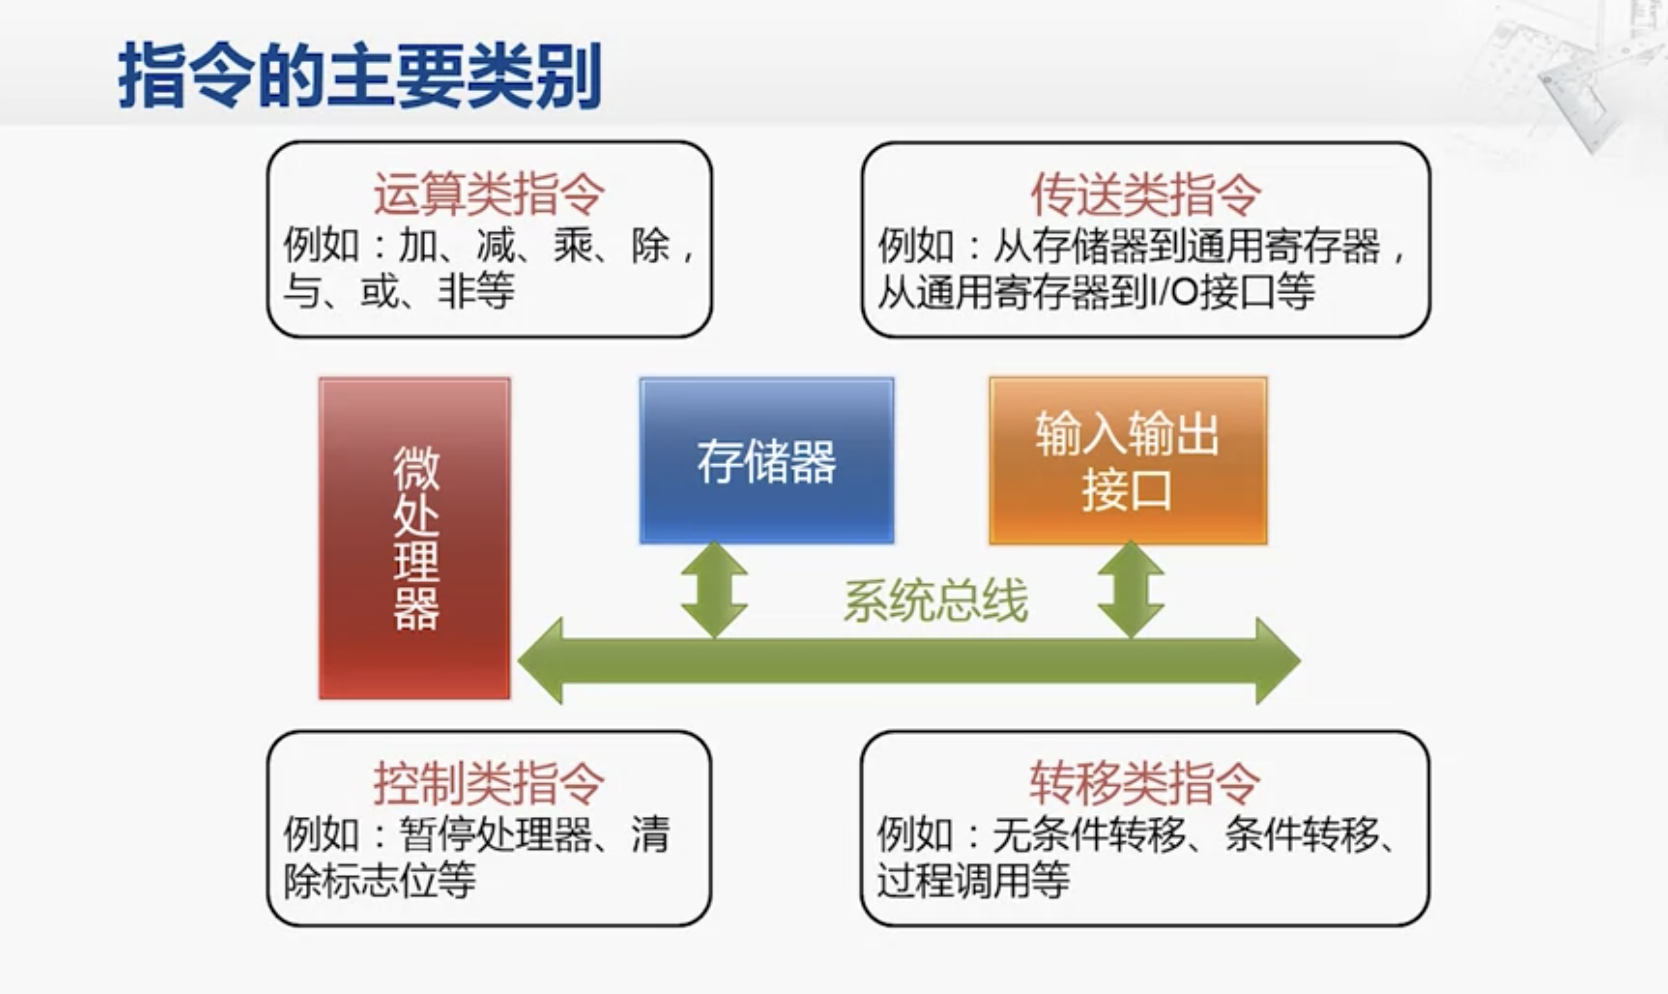 指令的主要类别
运算类指令
例如：加、减、乘、除，
与、或、非等
传送类指令
例如：从存储器到通用寄存器，
从通用寄存器到I/O接口等
微处理器
存储器
输入输出
接口
系统总线
控制类指令
例如：暂停处理器、清
除标志位等
转移类指令
例如：无条件转移、条件转移、
过程调用等